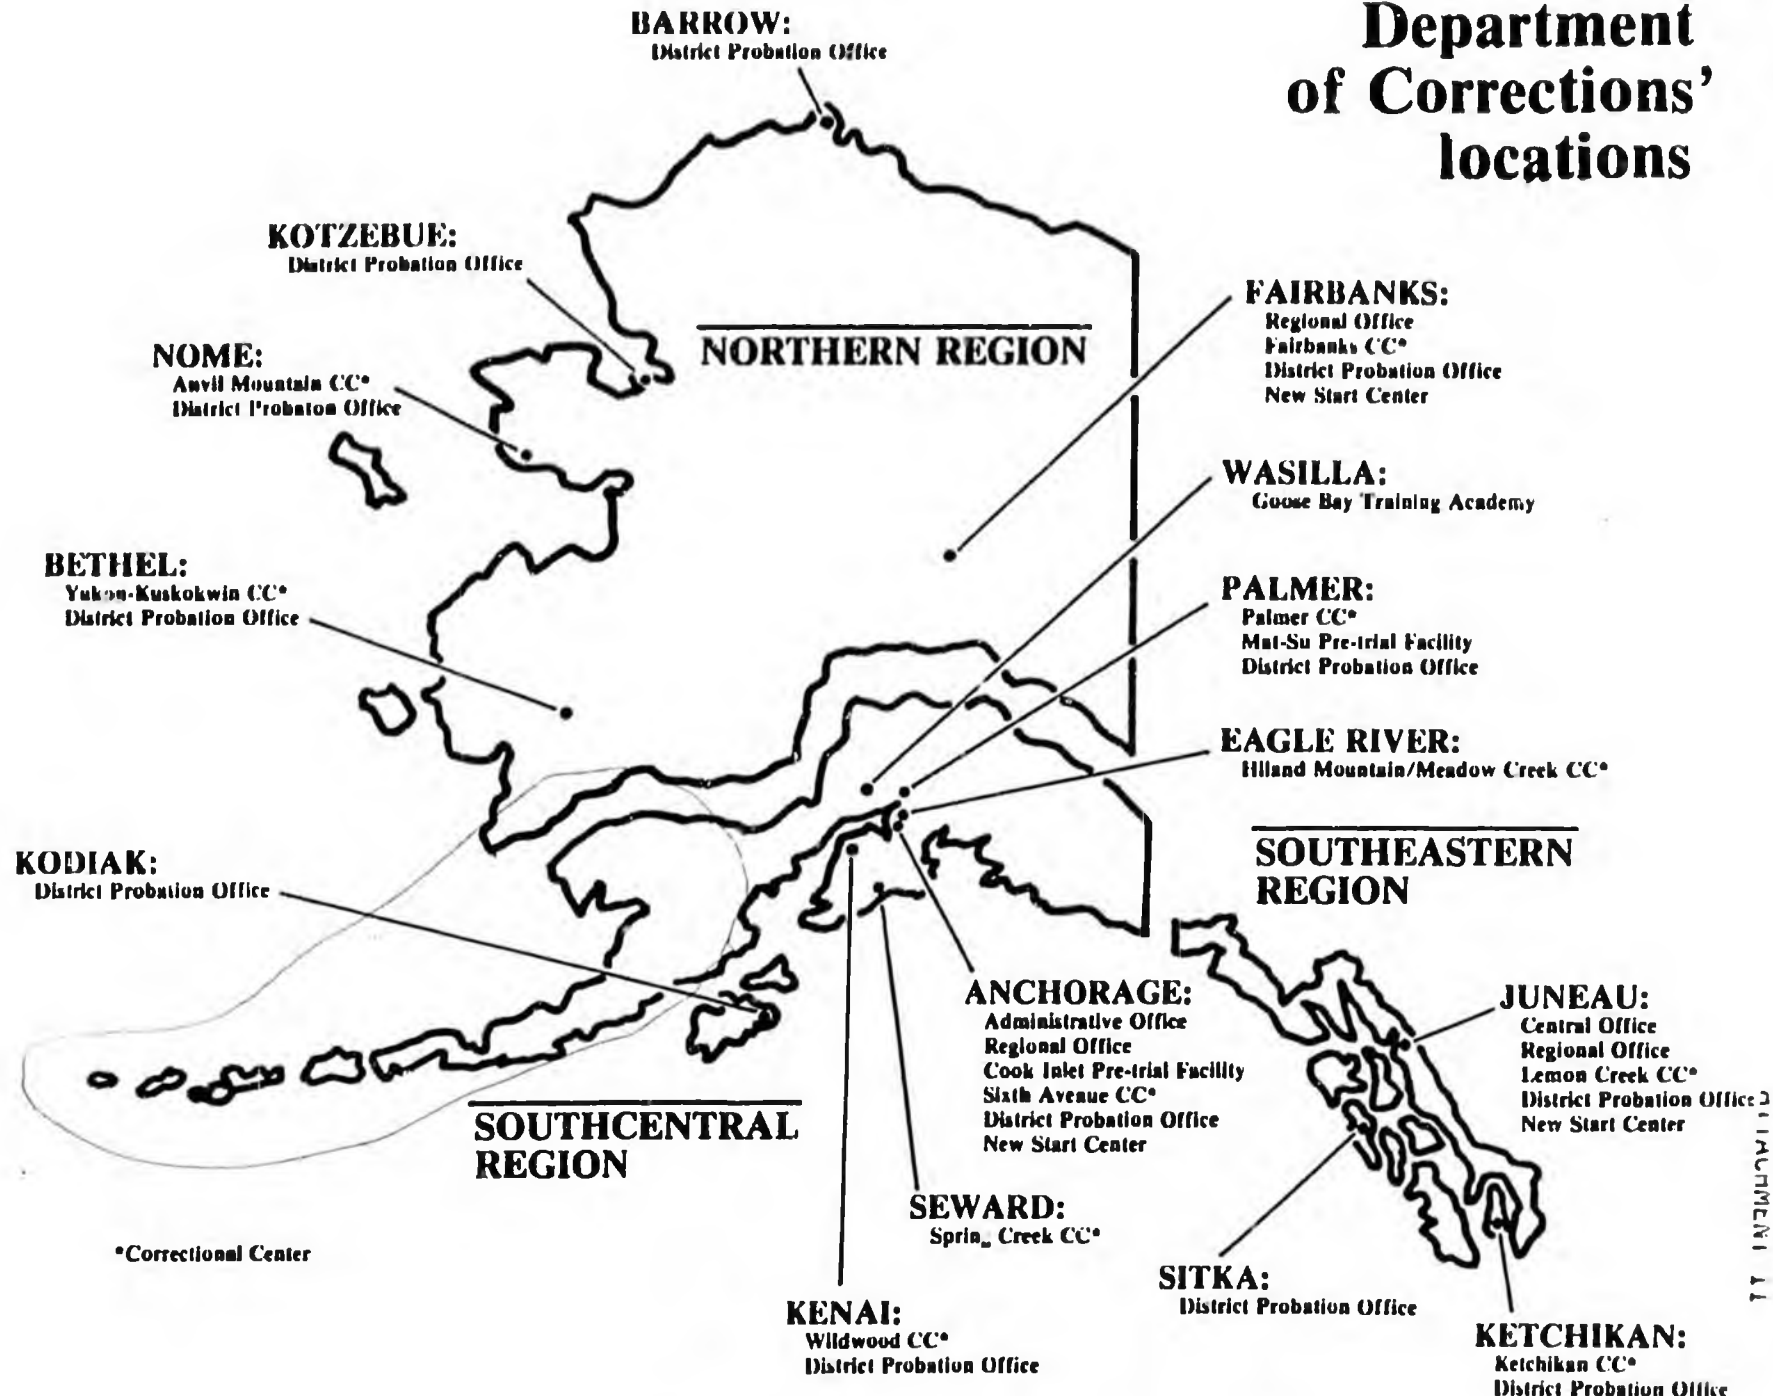 Department
of Corrections'
locations
BARROW:
District Probation Office
KOTZEBUE:
District Probation Office
NOME:
Anvil Mountain CC*
District Probaton Office
NORTHERN REGION
FAIRBANKS:
Regional Office
Fairbanks CC*
District Probation Office
New Start Center
WASILLA:
Goose Bay Training Academy
BETHEL:
Yukon-Kuskokwin CC*
District Probation Office
PALMER:
Palmer CC*
Mat-Su Pre-trial Facility
District Probation Office
EAGLE RIVER:
Hiland Mountain/Meadow Creek CC*
KODIAK:
District Probation Office
SOUTHEASTERN
REGION
ANCHORAGE:
Administrative Office
Regional Office
Cook Inlet Pre-trial Facility
Sixth Avenue CC*
District Probation Office
New Start Center
JUNEAU:
Central Office
Regional Office
Lemon Creek CC*
District Probation Office
New Start Center
SOUTHCENTRAL
REGION
SEWARD:
Spring Creek CC*
*Correctional Center
SITKA:
District Probation Office
KENAI:
Wildwood CC*
District Probation Office
KETCHIKAN:
Ketchikan CC*
District Probation Office
ATTACHMENT 11